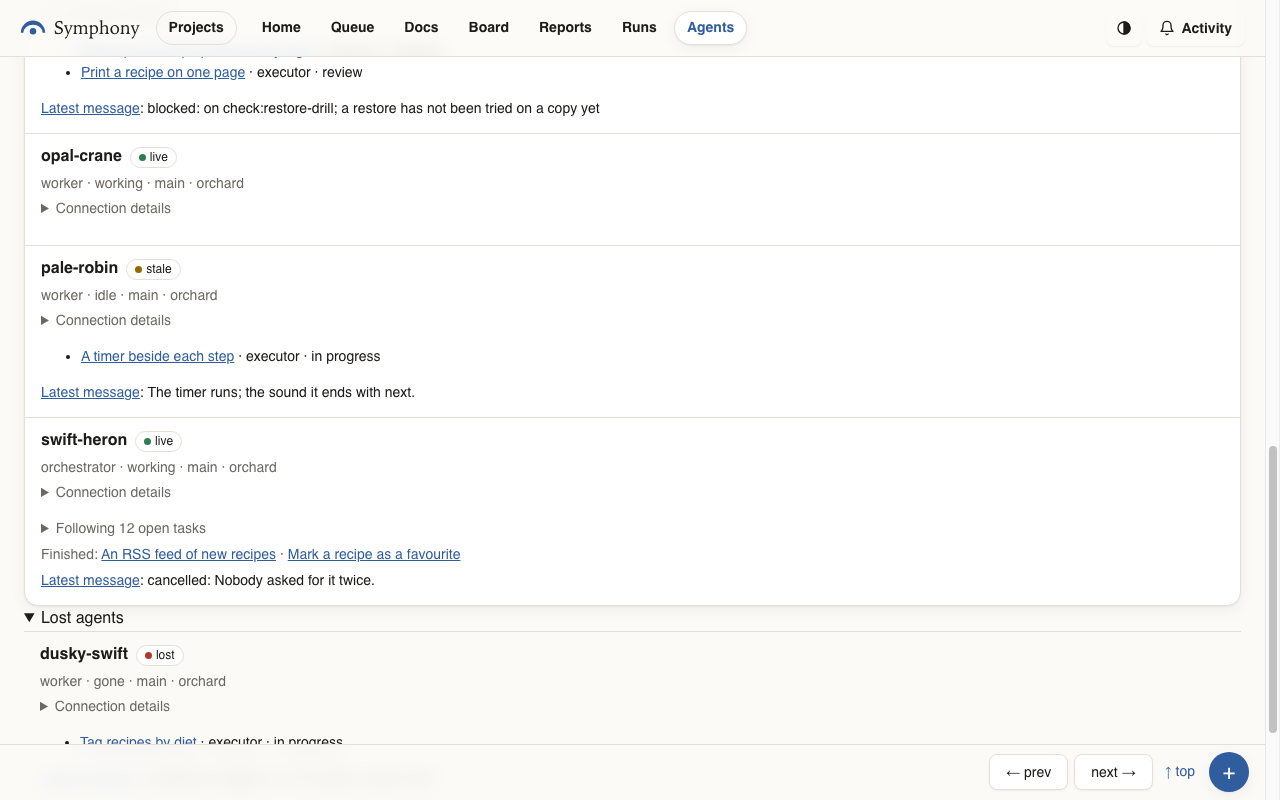 Symphony Projects Home Queue Docs Board Reports Runs Agents Activity
• Print a recipe on one page · executor · review
Latest message: blocked: on check:restore-drill; a restore has not been tried on a copy yet
opal-crane live
worker · working · main · orchard
▶ Connection details
pale-robin stale
worker · idle · main · orchard
▶ Connection details
• A timer beside each step · executor · in progress
Latest message: The timer runs; the sound it ends with next.
swift-heron live
orchestrator · working · main · orchard
▶ Connection details
▶ Following 12 open tasks
Finished: An RSS feed of new recipes · Mark a recipe as a favourite
Latest message: cancelled: Nobody asked for it twice.
▼ Lost agents
dusky-swift lost
worker · gone · main · orchard
▶ Connection details
• Tag recipes by diet · executor · in progress
← prev next → ↑ top +